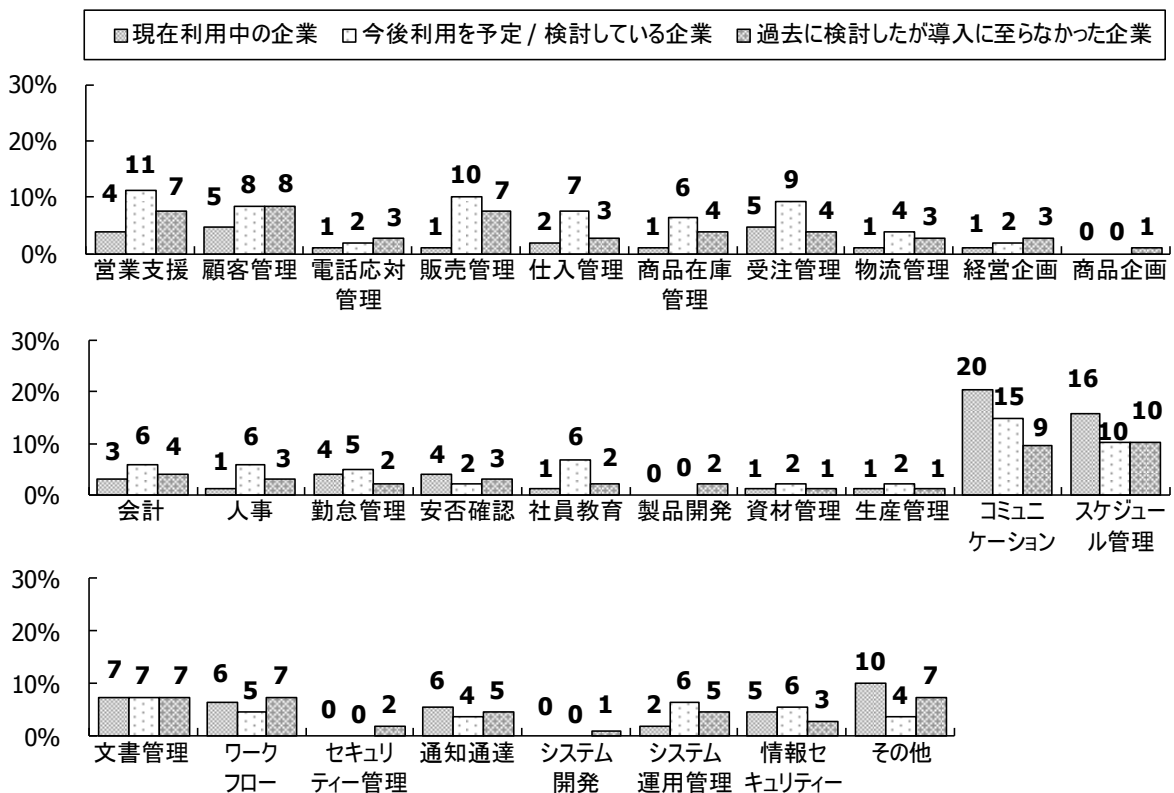 現在利用中の企業 今後利用を予定 / 検討している企業 過去に検討したが導入に至らなかった企業
30%
20%
10%
0%
4 11 7 5 8 8 1 2 3 1 10 7 2 7 3 1 6 4 5 9 4 1 4 3 1 2 3 0 0 1
営業支援 顧客管理 電話応対 販売管理 仕入管理 商品在庫 受注管理 物流管理 経営企画 商品企画
管理 管理
30%
20%
10%
0%
3 6 4 1 6 3 4 5 2 4 2 3 1 6 2 0 0 2 1 2 1 1 2 1 20 15 9 16 10 10
会計 人事 勤怠管理 安否確認 社員教育 製品開発 資材管理 生産管理 コミュニ スケジュー
ケーション ル管理
30%
20%
10%
0%
7 7 7 6 5 7 0 0 2 6 4 5 0 0 1 2 6 5 5 6 3 10 4 7
文書管理 ワーク セキュリ 通知通達 システム システム 情報セ その他
フロー ティー管理 開発 運用管理 キュリティー